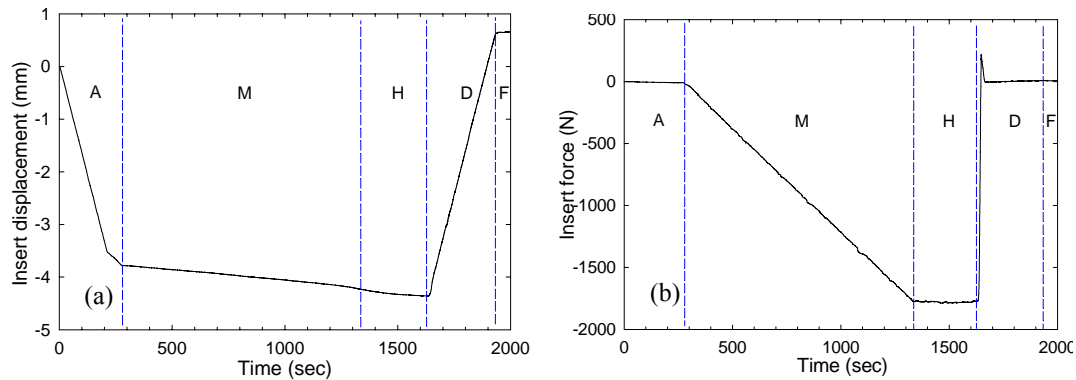 1
0
-1
-2
-3
-4
-5
Insert displacement (mm)
A
M
H
D
F
(a)
0
500
1000
1500
2000
Time (sec)
500
0
-500
-1000
-1500
-2000
Insert force (N)
A
M
H
D
F
(b)
0
500
1000
1500
2000
Time (sec)